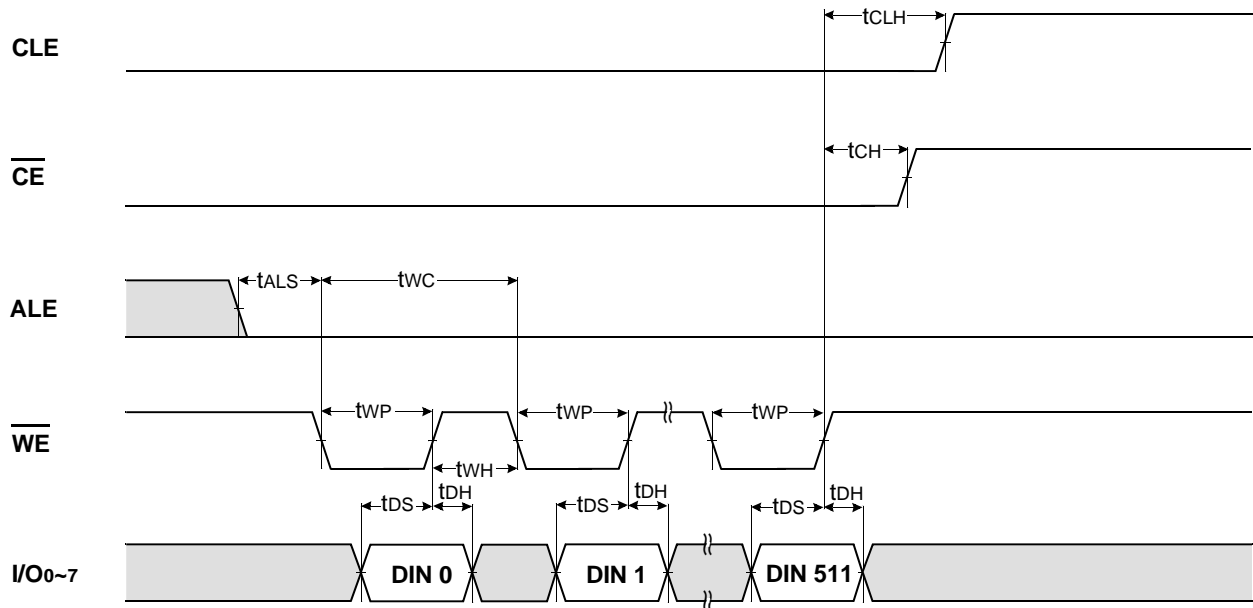 tCLH
CLE
tCH
CE
tALS
tWC
ALE
tWP
tWP
tWP
WE
tWH
tDH
tDH
tDH
tDS
tDS
tDS
I/O0~7
DIN 0
DIN 1
DIN 511